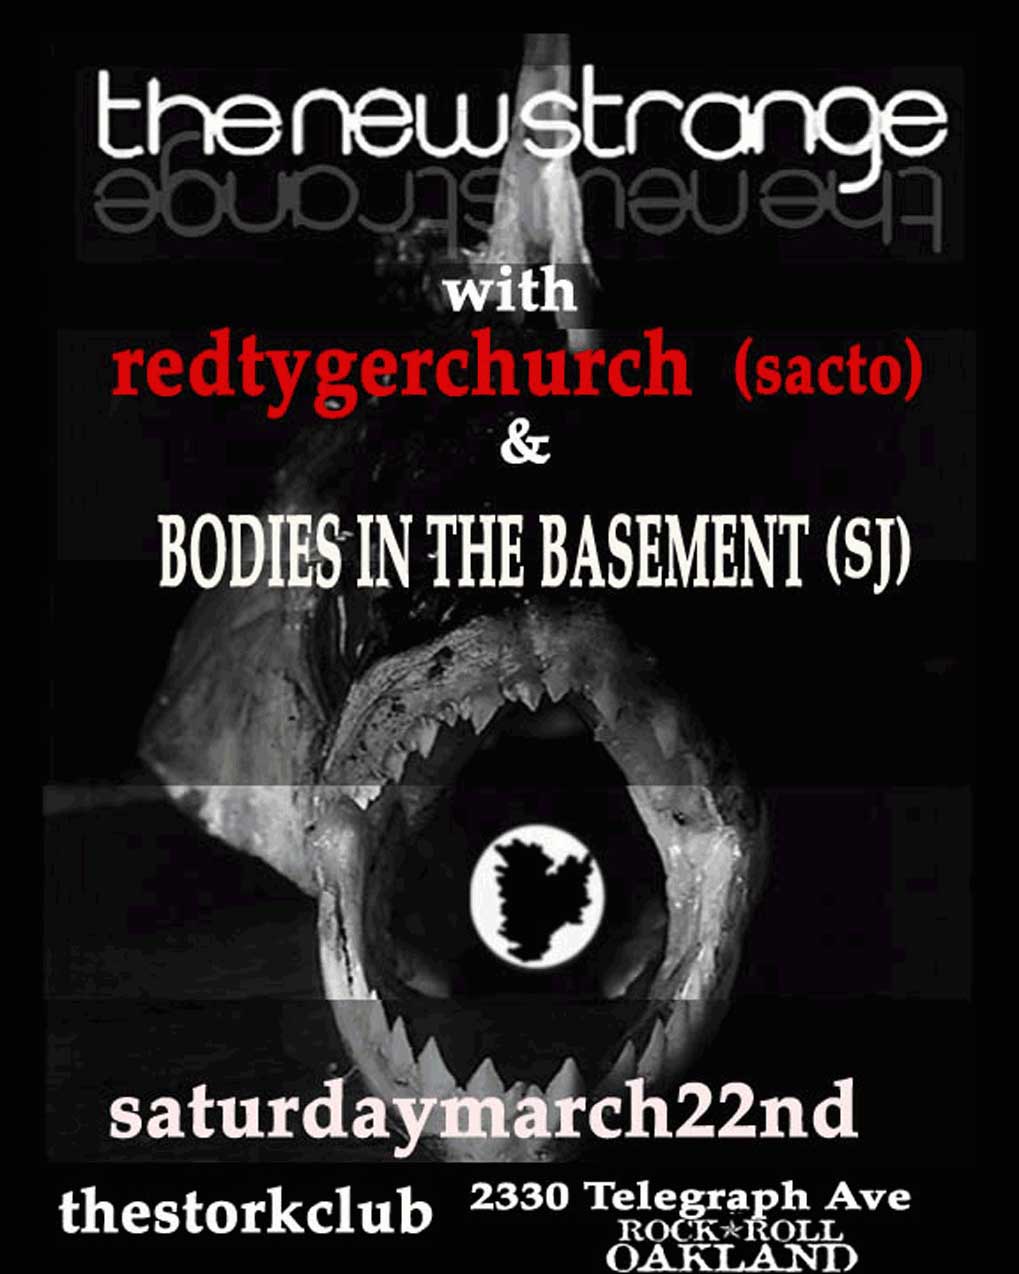 thenewstrange
thenewstrange
with
redtygerchurch (sacto)
&
BODIES IN THE BASEMENT (SJ)
saturdaymarch22nd
thestorkclub
2330 Telegraph Ave
ROCK★ROLL
OAKLAND